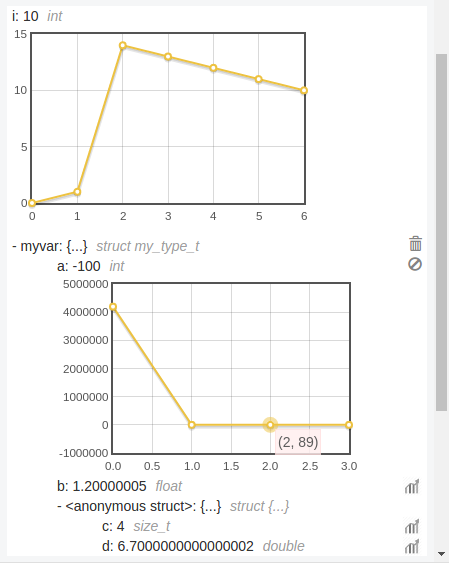 i: 10 int
15
10
5
0
0 1 2 3 4 5 6
- myvar: {...} struct my_type_t
a: -100 int
5000000
4000000
3000000
2000000
1000000
0
-1000000
(2, 89)
0.0 0.5 1.0 1.5 2.0 2.5 3.0
b: 1.20000005 float
- <anonymous struct>: {...} struct {...}
c: 4 size_t
d: 6.7000000000000002 double